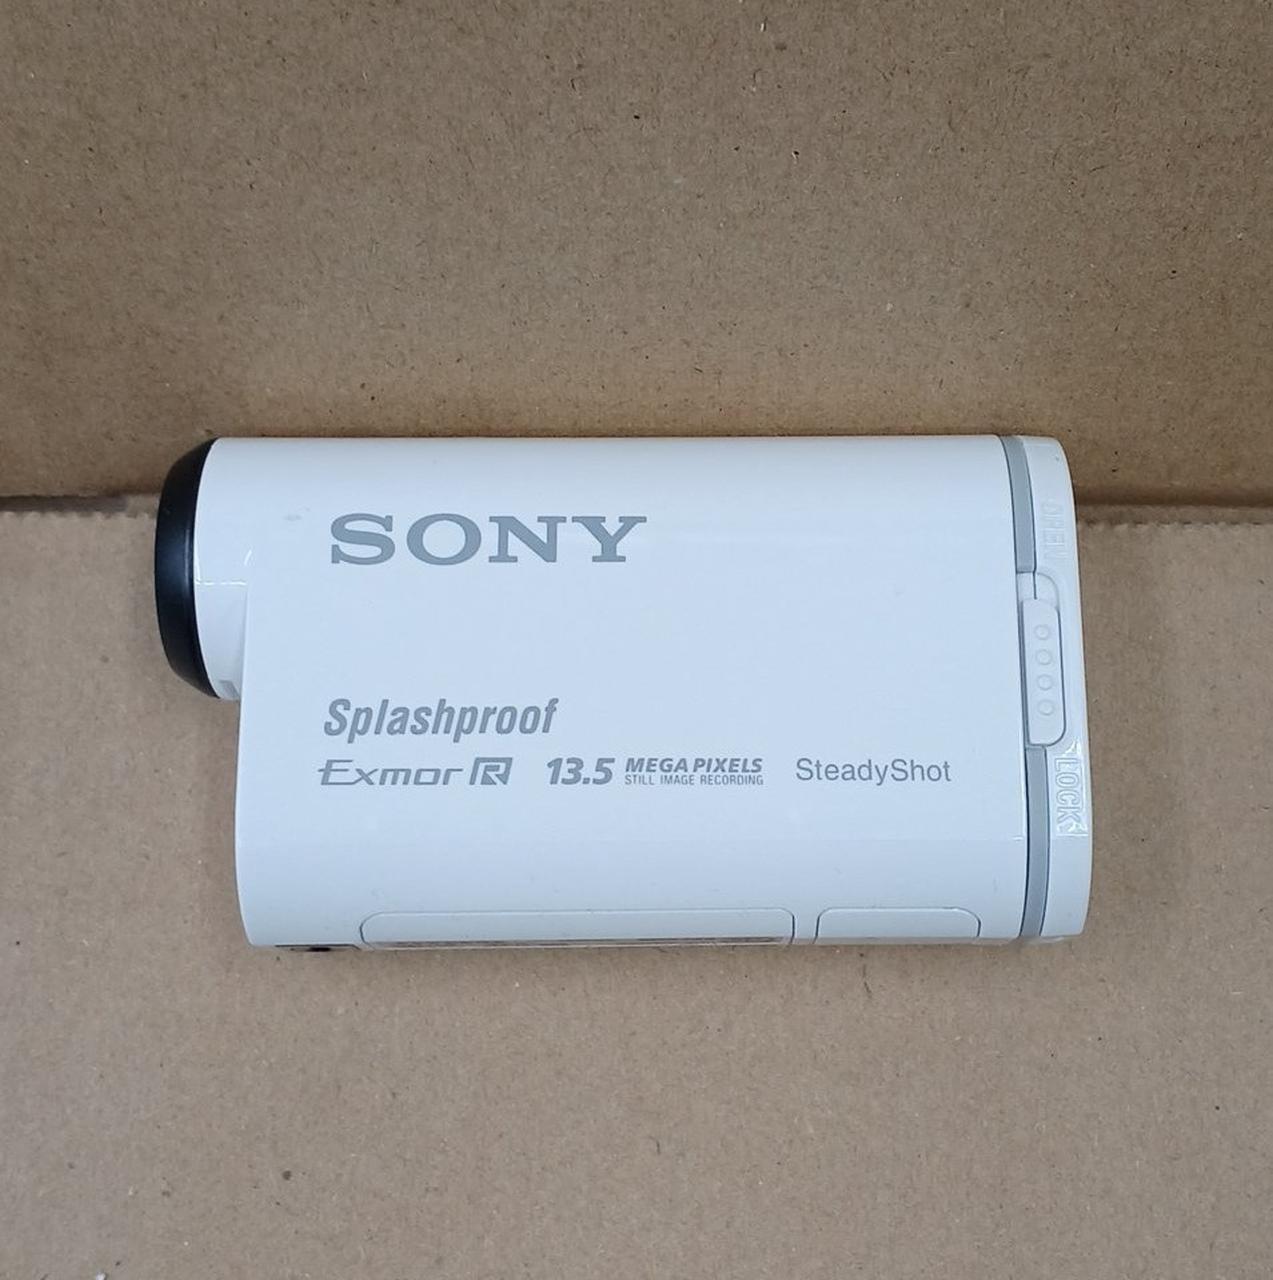 SONY
OPEN
Splashproof
Exmor R 13.5 MEGA PIXELS STILL IMAGE RECORDING SteadyShot
LOCK